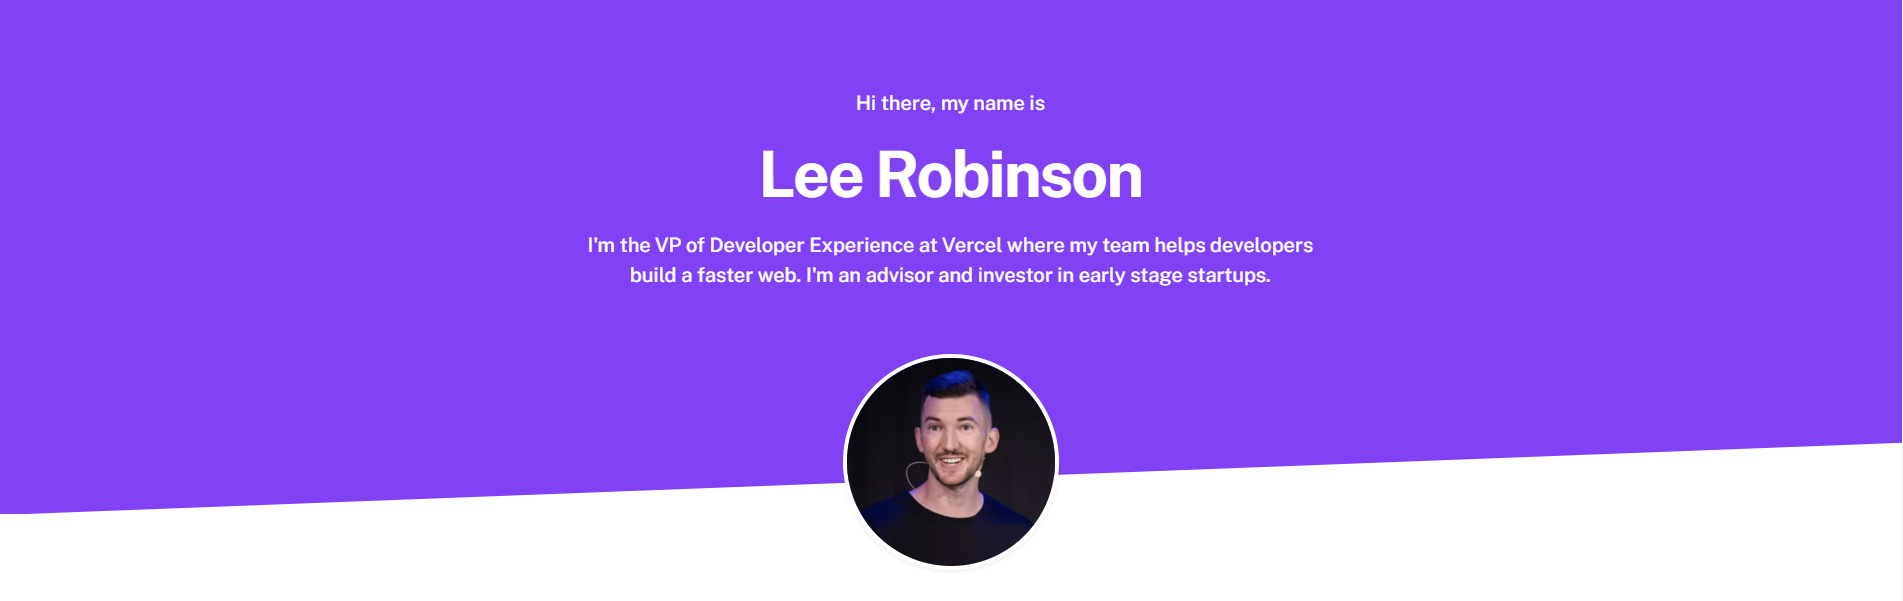 Hi there, my name is
Lee Robinson
I'm the VP of Developer Experience at Vercel where my team helps developers
build a faster web. I'm an advisor and investor in early stage startups.